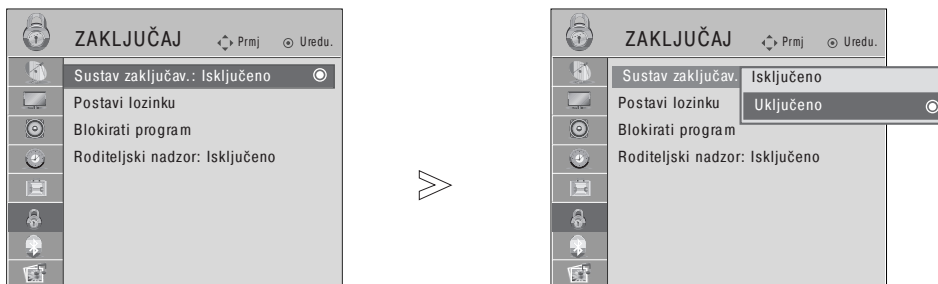 ZAKLJUČAJ
Prmj
Uredu.
Sustav zaključav.: Isključeno
Postavi lozinku
Blokirati program
Roditeljski nadzor: Isključeno
ZAKLJUČAJ
Prmj
Uredu.
Sustav zaključav.
Isključeno
Postavi lozinku
Uključeno
Blokirati program
Roditeljski nadzor: Isključeno